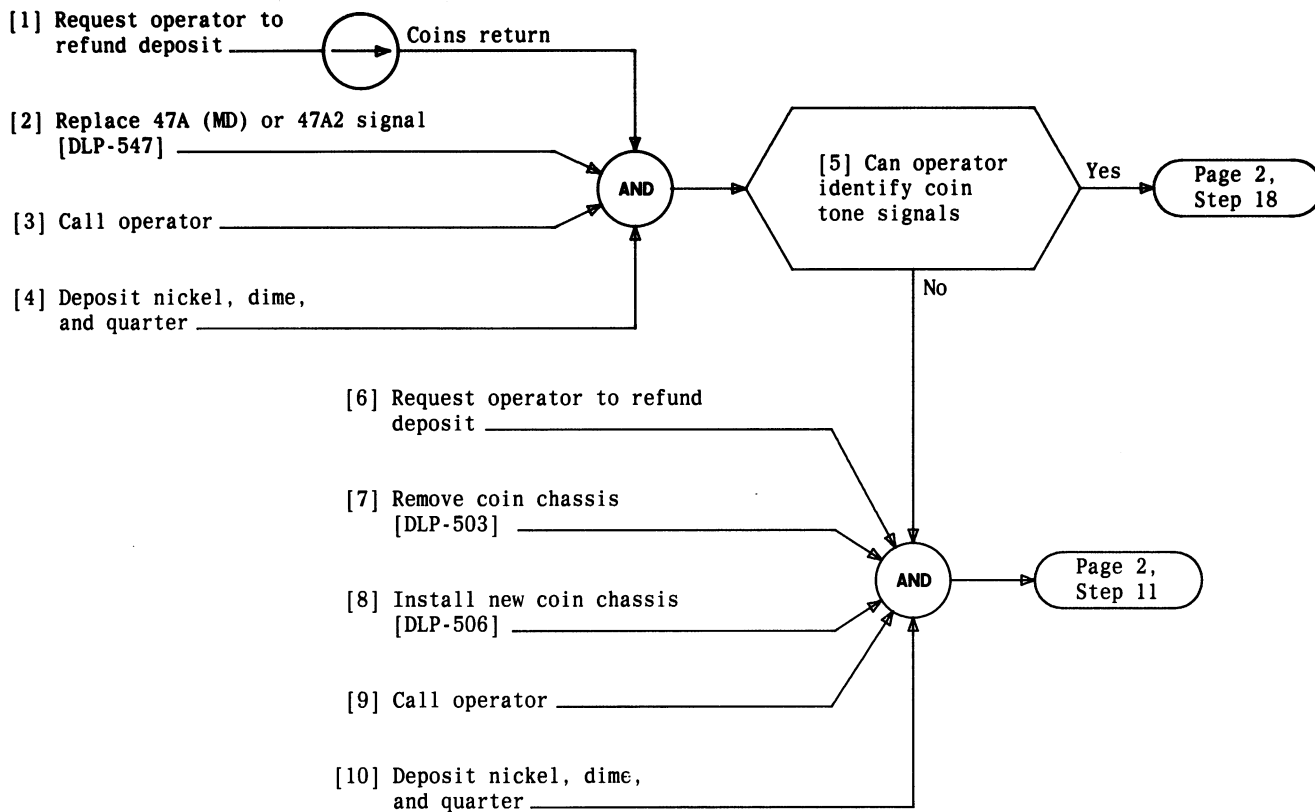 [1] Request operator to
refund deposit
Coins return
[2] Replace 47A (MD) or 47A2 signal
[DLP-547]
[3] Call operator
[4] Deposit nickel, dime,
and quarter
AND
[5] Can operator
identify coin
tone signals
Yes
Page 2,
Step 18
No
[6] Request operator to refund
deposit
[7] Remove coin chassis
[DLP-503]
[8] Install new coin chassis
[DLP-506]
[9] Call operator
[10] Deposit nickel, dime,
and quarter
AND
Page 2,
Step 11